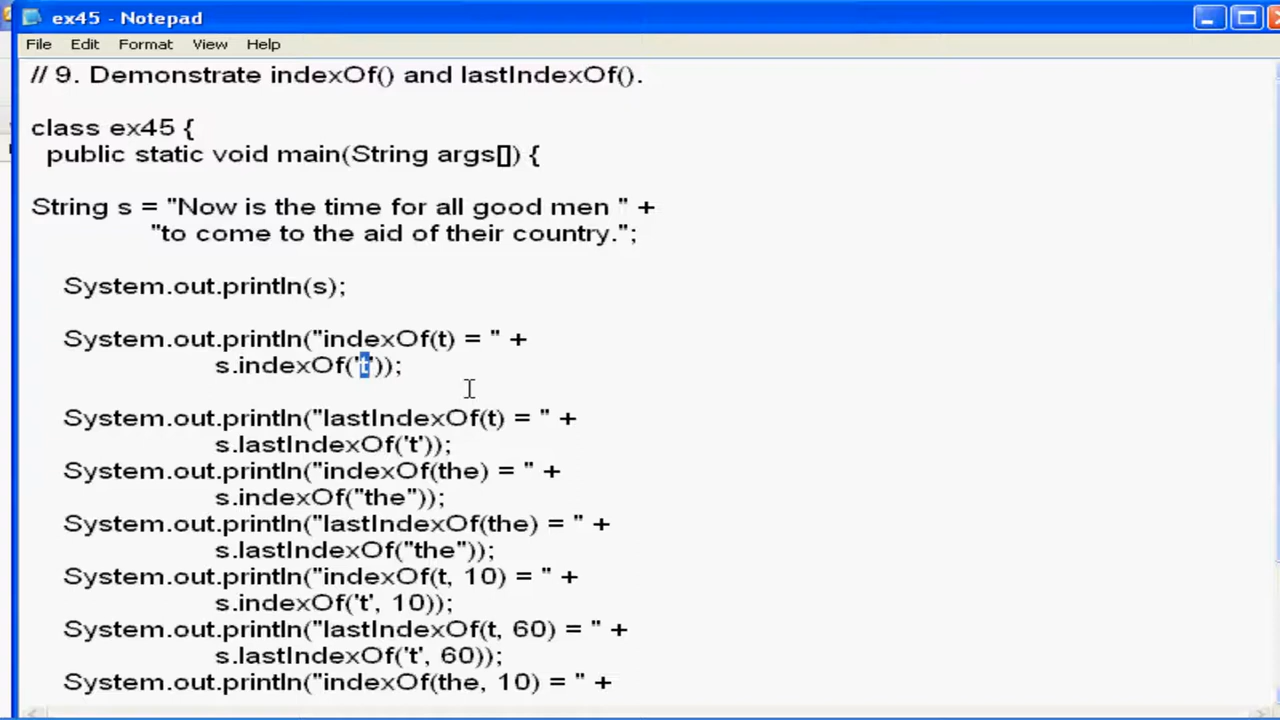 ex45 - Notepad
File Edit Format View Help
// 9. Demonstrate indexOf() and lastIndexOf().
class ex45 {
public static void main(String args[]) {
String s = "Now is the time for all good men " +
"to come to the aid of their country.";
System.out.println(s);
System.out.println("indexOf(t) = " +
s.indexOf('t'));
System.out.println("lastIndexOf(t) = " +
s.lastIndexOf('t'));
System.out.println("indexOf(the) = " +
s.indexOf("the"));
System.out.println("lastIndexOf(the) = " +
s.lastIndexOf("the"));
System.out.println("indexOf(t, 10) = " +
s.indexOf('t', 10));
System.out.println("lastIndexOf(t, 60) = " +
s.lastIndexOf('t', 60));
System.out.println("indexOf(the, 10) = " +